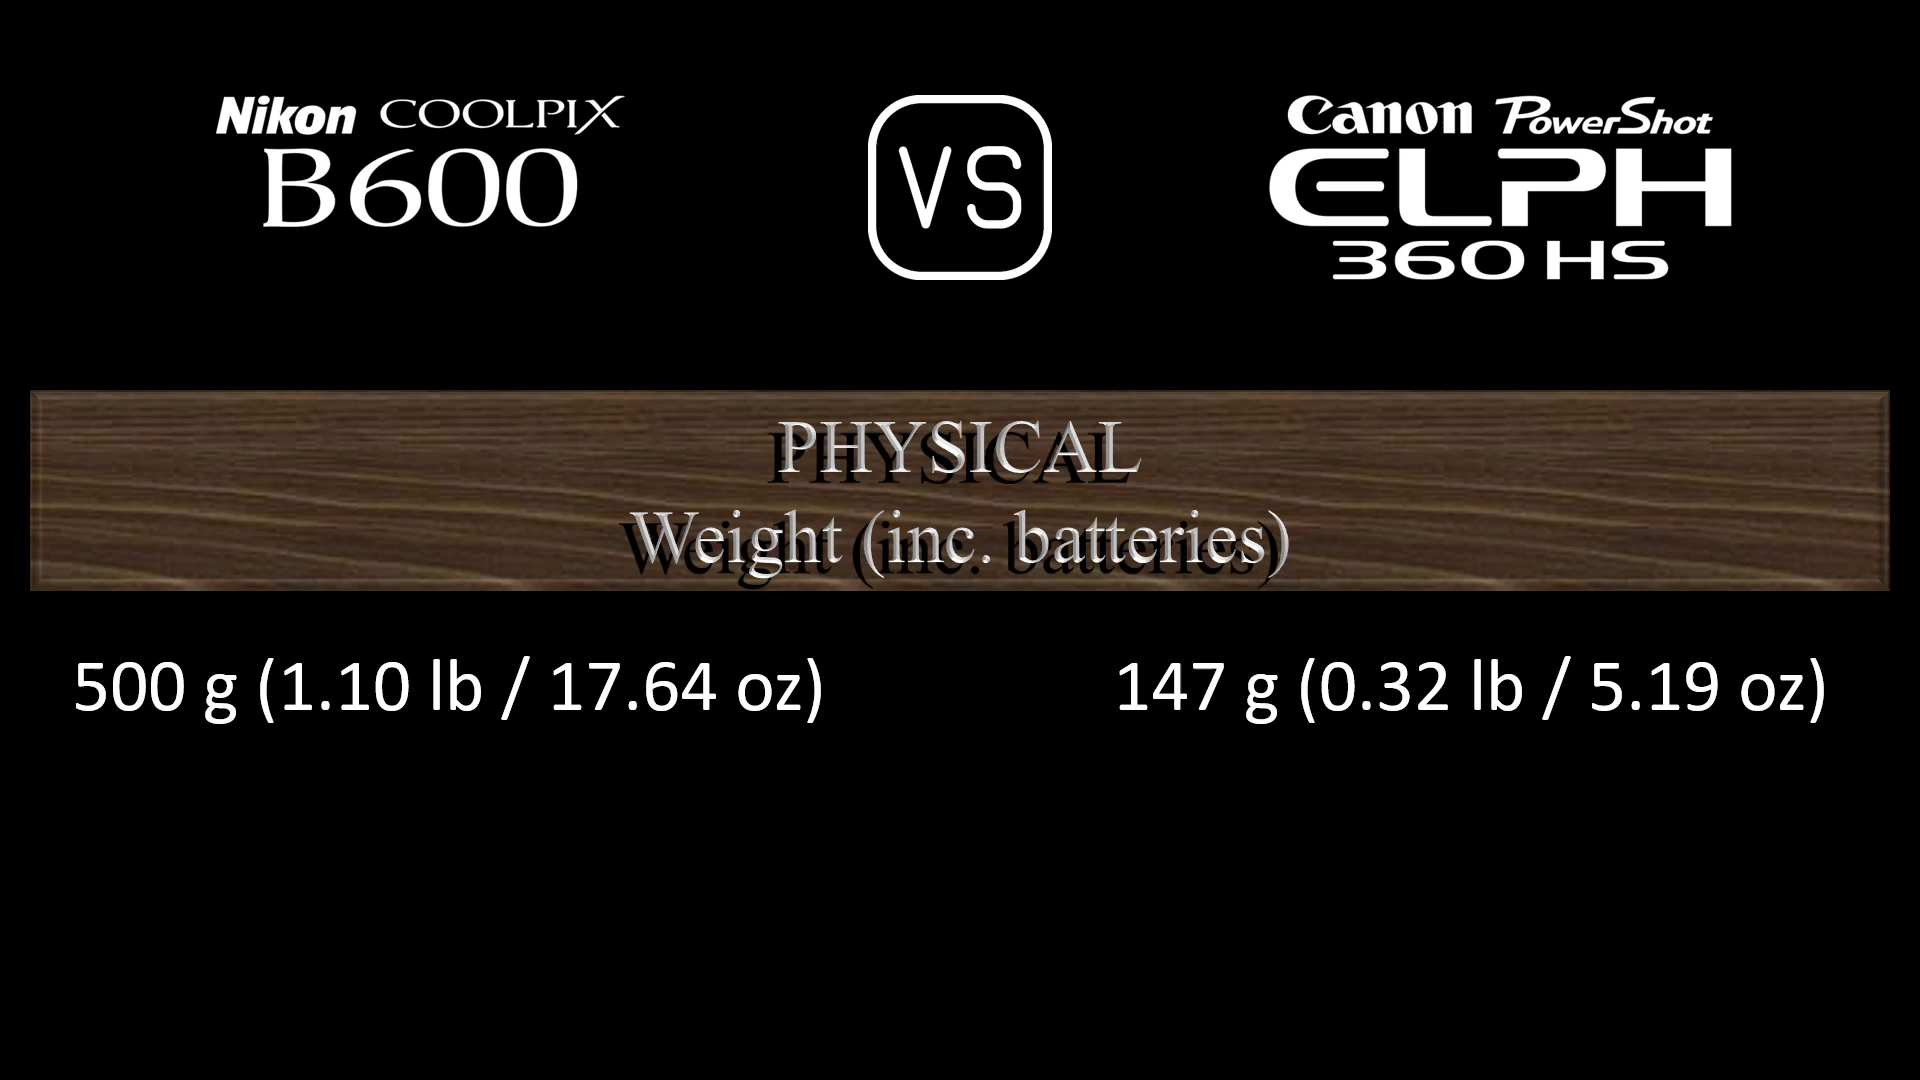 Nikon COOLPIX
B600
VS
Canon PowerShot
ELPH
360 HS
PHYSICAL
Weight (inc. batteries)
500 g (1.10 lb / 17.64 oz)
147 g (0.32 lb / 5.19 oz)